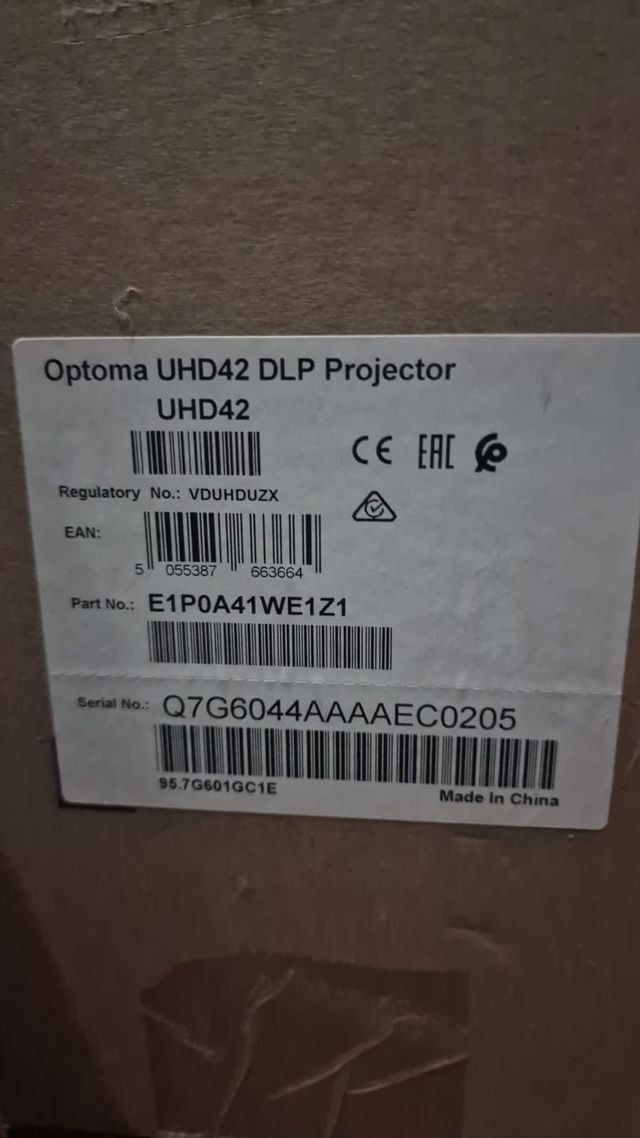 Optoma UHD42 DLP Projector
UHD42
CE EAC
Regulatory No.: VDUHDUZX
EAN:
5 055387 663664
Part No.: E1P0A41WE1Z1
Serial No.: Q7G6044AAAAEC0205
95.7G601GC1E
Made In China